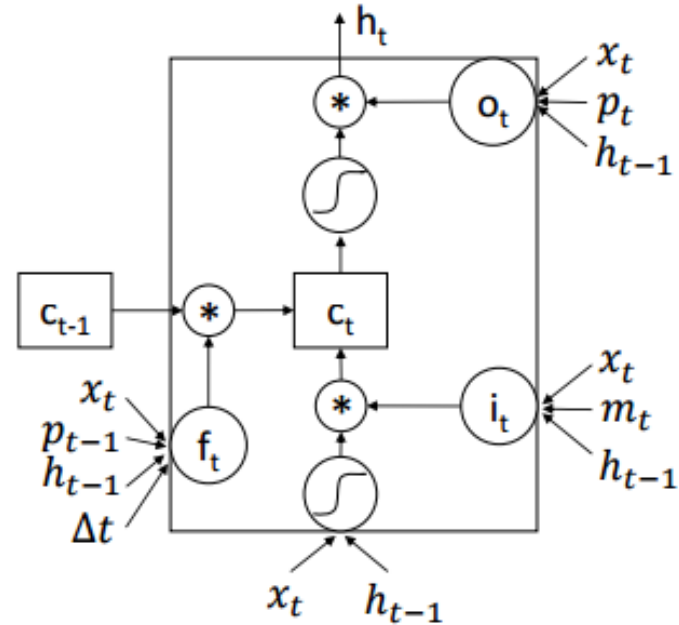 h_t
x_t
* o_t p_t
h_{t-1}
c_{t-1} * c_t
x_t
* i_t m_t
h_{t-1}
x_t
p_{t-1} f_t
h_{t-1}
Δt
x_t h_{t-1}